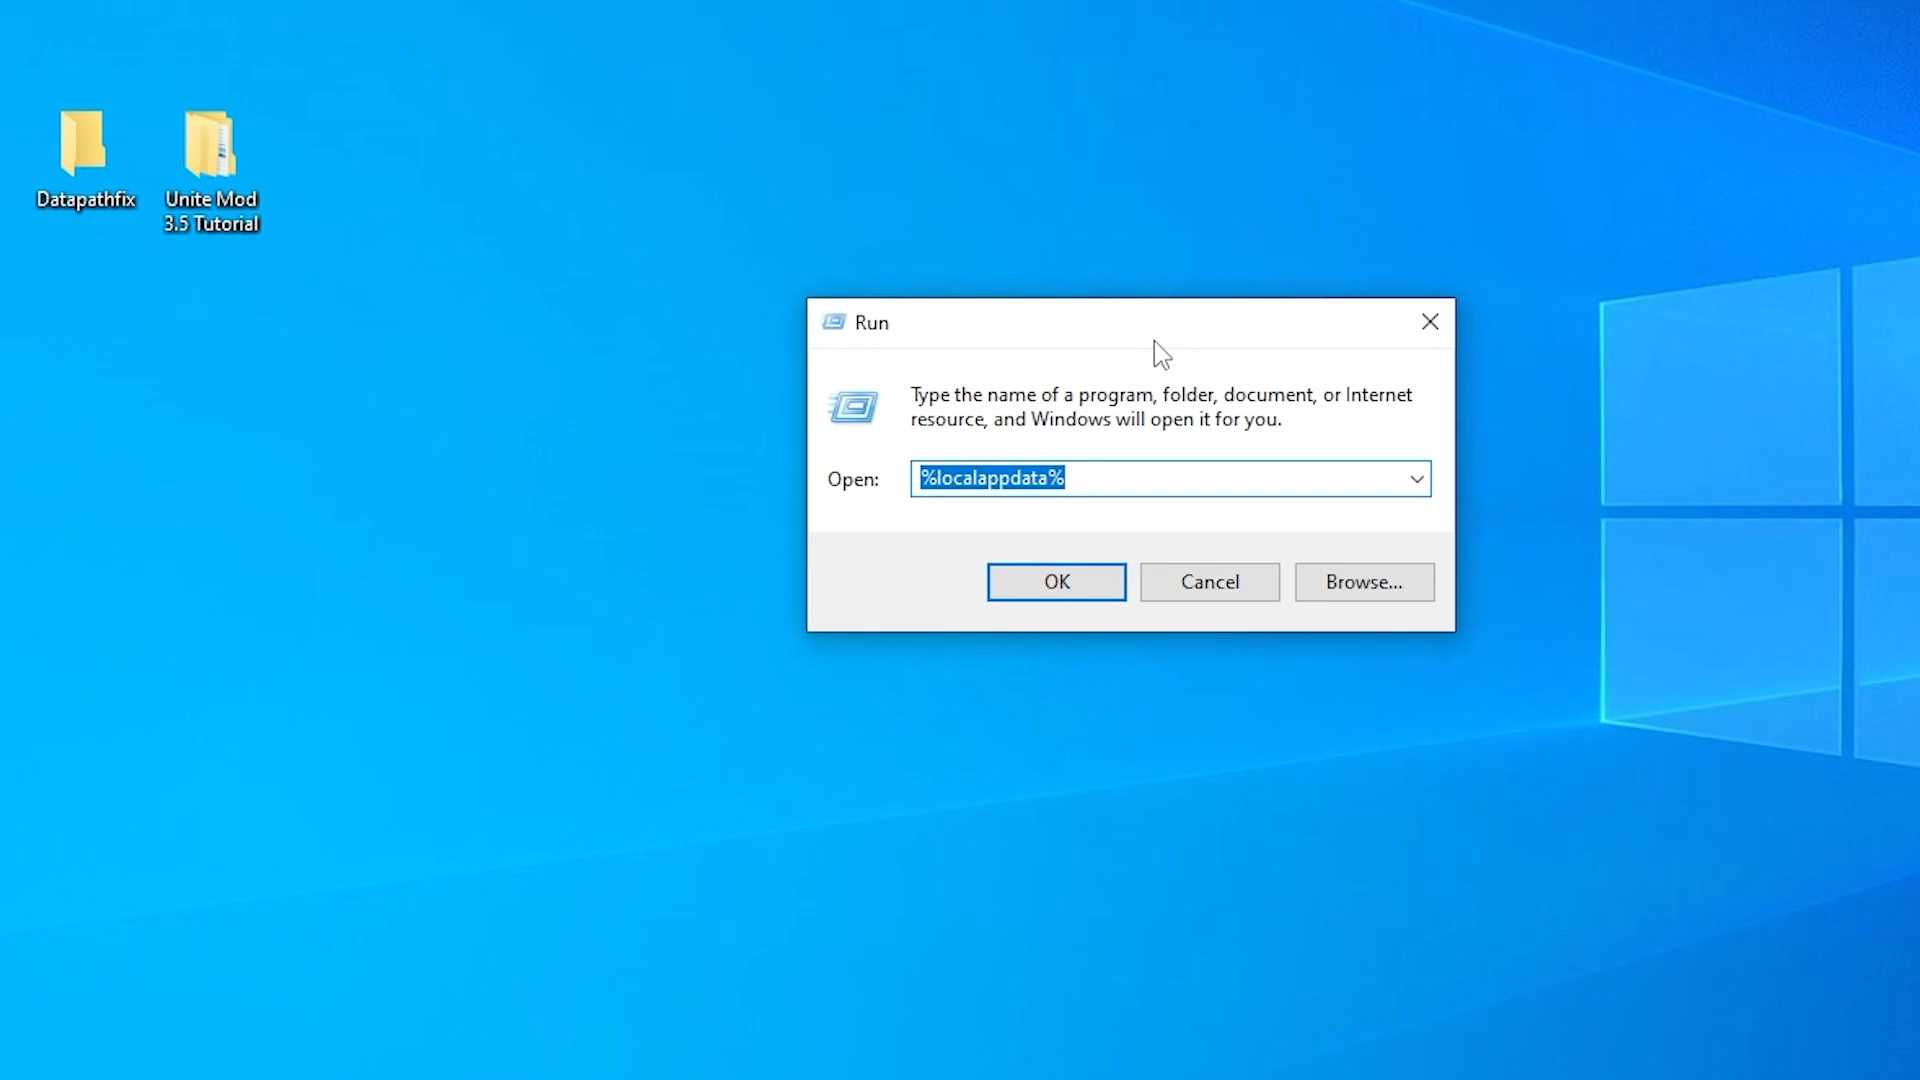 Datapathfix
Unite Mod
3.5 Tutorial
Run
Type the name of a program, folder, document, or Internet
resource, and Windows will open it for you.
Open:
%localappdata%
OK
Cancel
Browse...